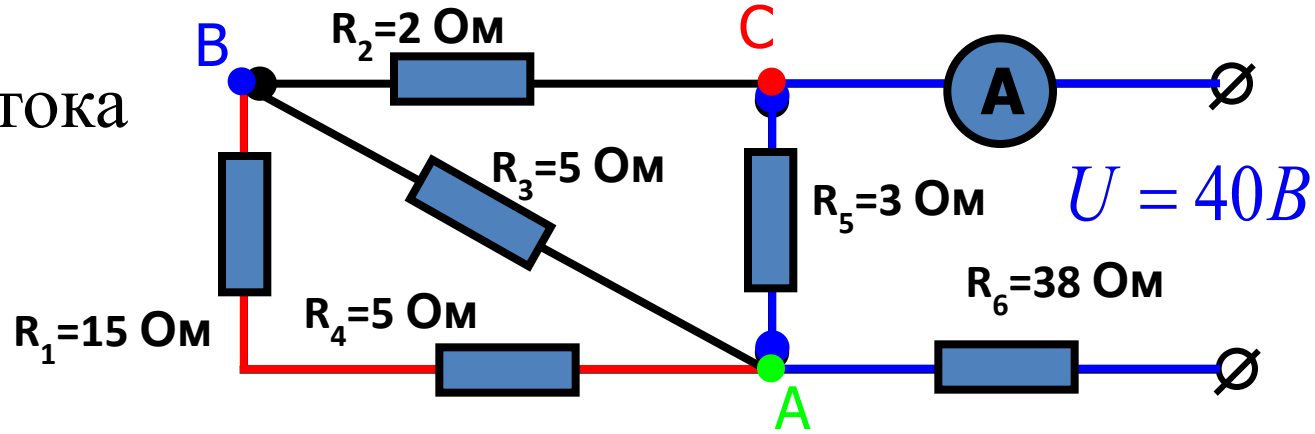 R₂=2 Ом
C
B
тока
A
R₃=5 Ом
R₅=3 Ом
U = 40В
R₆=38 Ом
R₄=5 Ом
R₁=15 Ом
A